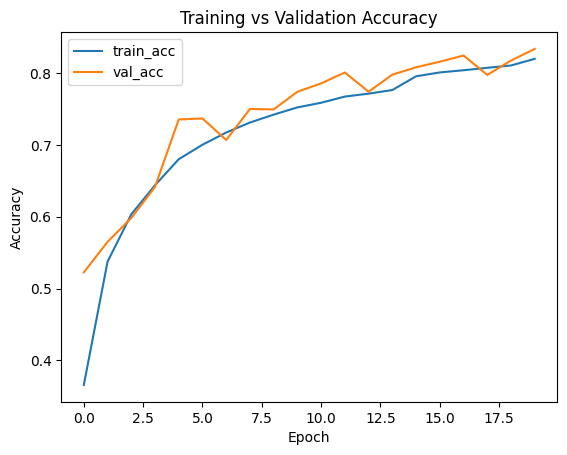 Training vs Validation Accuracy
train_acc
val_acc
Accuracy
0.8
0.7
0.6
0.5
0.4
0.0 2.5 5.0 7.5 10.0 12.5 15.0 17.5
Epoch